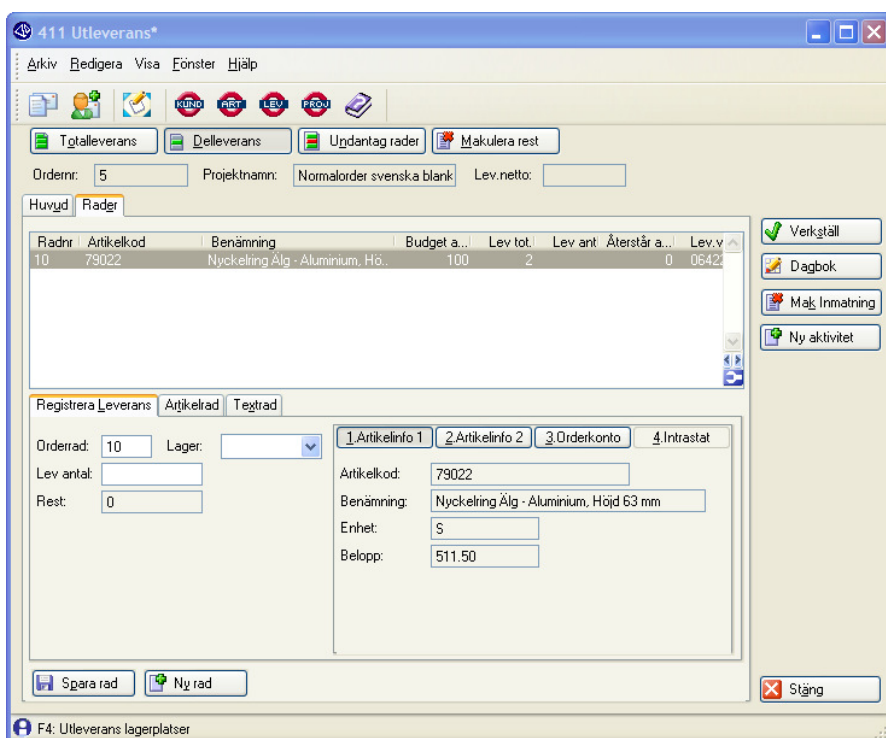 411 Utleverans*
Arkiv Redigera Visa Fönster Hjälp
KUND ART LEV PROJ
Totalleverans Delleverans Undantag rader Makulera rest
Ordernr: 5 Projektnamn: Normalorder svenska blank Lev.netto:
Huvud Rader
Radnr Artikelkod Benämning Budget a... Lev tot. Lev ant Återstår a... Lev.v
10 79022 Nyckelring Älg - Aluminium, Hö.. 100 2 0 0642
Verkställ
Dagbok
Mak Inmatning
Ny aktivitet
Registrera Leverans Artikelrad Textrad
Orderrad: 10 Lager:
Lev antal:
Rest: 0
1.Artikelinfo 1 2.Artikelinfo 2 3.Orderkonto 4.Intrastat
Artikelkod: 79022
Benämning: Nyckelring Älg - Aluminium, Höjd 63 mm
Enhet: S
Belopp: 511.50
Spara rad Ny rad
Stäng
F4: Utleverans lagerplatser